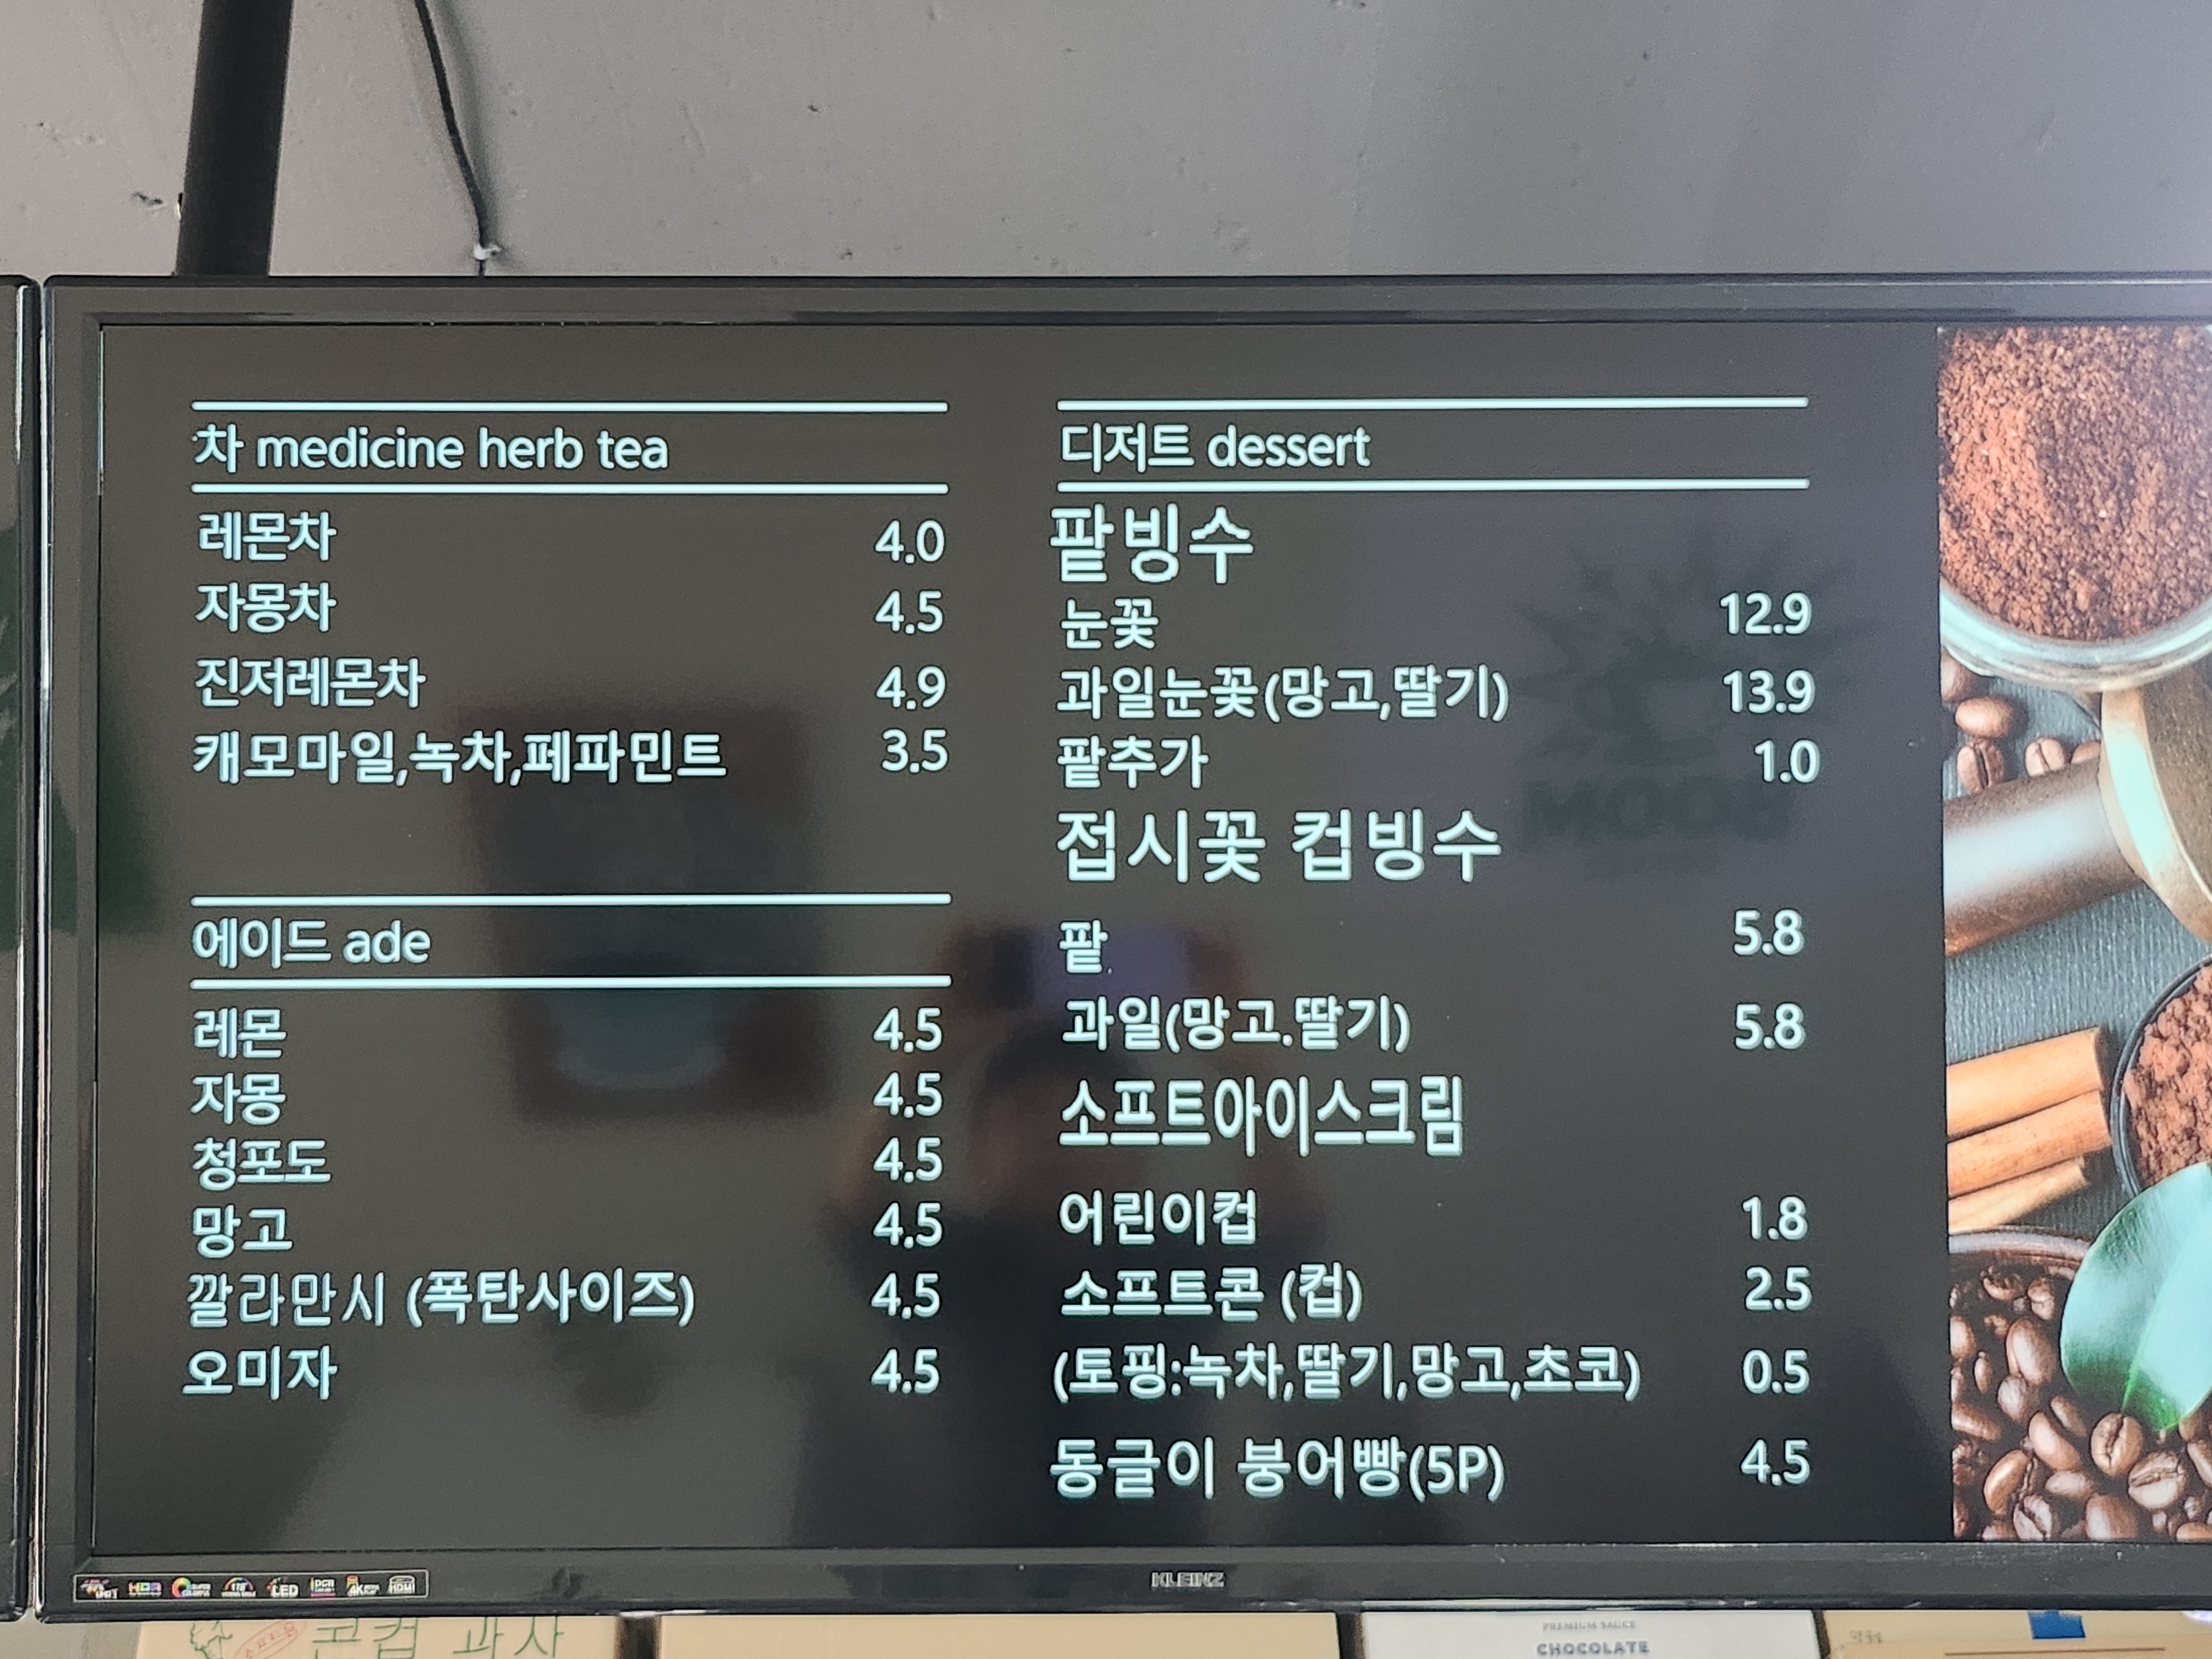 차 medicine herb tea
레몬차 4.0
자몽차 4.5
진저레몬차 4.9
캐모마일,녹차,페파민트 3.5
에이드 ade
레몬 4.5
자몽 4.5
청포도 4.5
망고 4.5
깔라만시 (폭탄사이즈) 4.5
오미자 4.5
디저트 dessert
팥빙수
눈꽃 12.9
과일눈꽃(망고,딸기) 13.9
팥추가 1.0
접시꽃 컵빙수
팥 5.8
과일(망고.딸기) 5.8
소프트아이스크림
어린이컵 1.8
소프트콘 (컵) 2.5
(토핑:녹차,딸기,망고,초코) 0.5
동글이 붕어빵(5P) 4.5
KLEINZ
PREMIUM SAUCE
CHOCOLATE